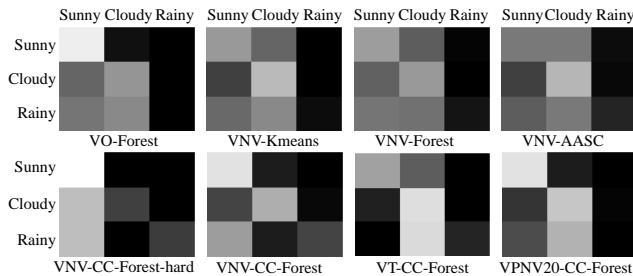 Sunny Cloudy Rainy Sunny Cloudy Rainy Sunny Cloudy Rainy Sunny Cloudy Rainy
Sunny
Cloudy
Rainy
VO-Forest VNV-Kmeans VNV-Forest VNV-AASC
Sunny
Cloudy
Rainy
VNV-CC-Forest-hard VNV-CC-Forest VT-CC-Forest VPNV20-CC-Forest